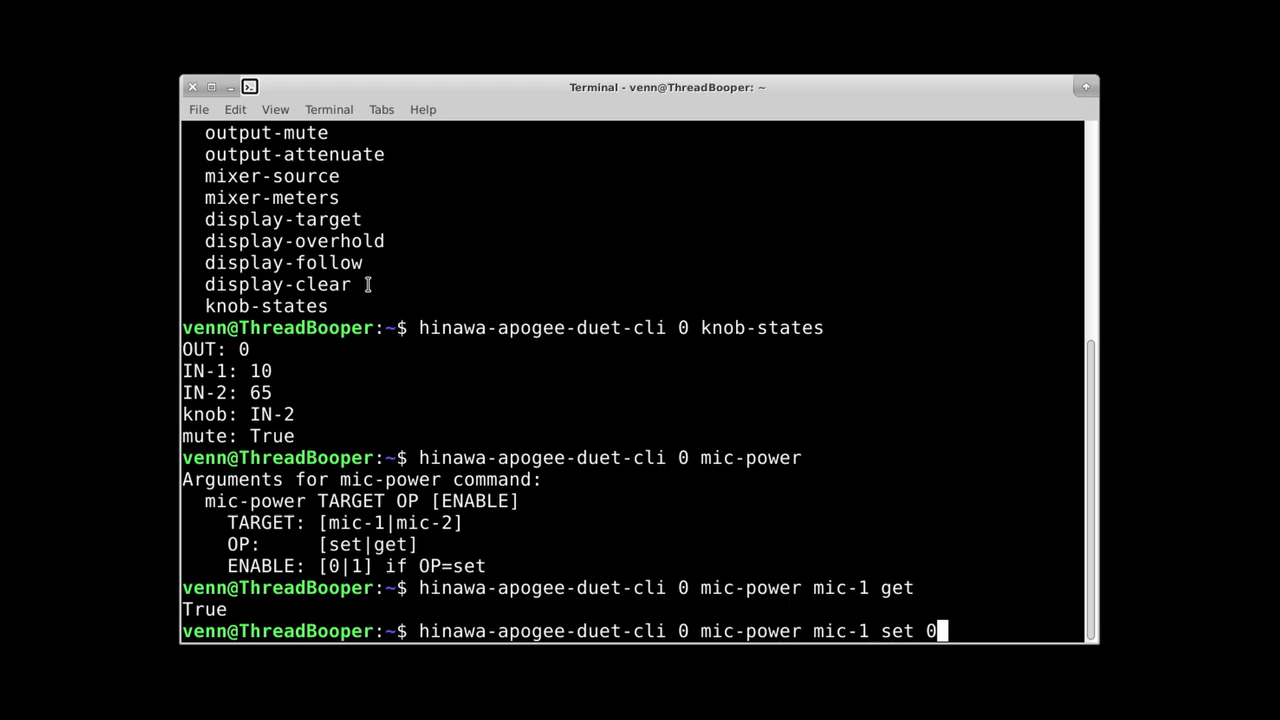 Terminal - venn@ThreadBooper: ~
File Edit View Terminal Tabs Help
output-mute
output-attenuate
mixer-source
mixer-meters
display-target
display-overhold
display-follow
display-clear
knob-states
venn@ThreadBooper:~$ hinawa-apogee-duet-cli 0 knob-states
OUT: 0
IN-1: 10
IN-2: 65
knob: IN-2
mute: True
venn@ThreadBooper:~$ hinawa-apogee-duet-cli 0 mic-power
Arguments for mic-power command:
mic-power TARGET OP [ENABLE]
TARGET: [mic-1|mic-2]
OP: [set|get]
ENABLE: [0|1] if OP=set
venn@ThreadBooper:~$ hinawa-apogee-duet-cli 0 mic-power mic-1 get
True
venn@ThreadBooper:~$ hinawa-apogee-duet-cli 0 mic-power mic-1 set 0